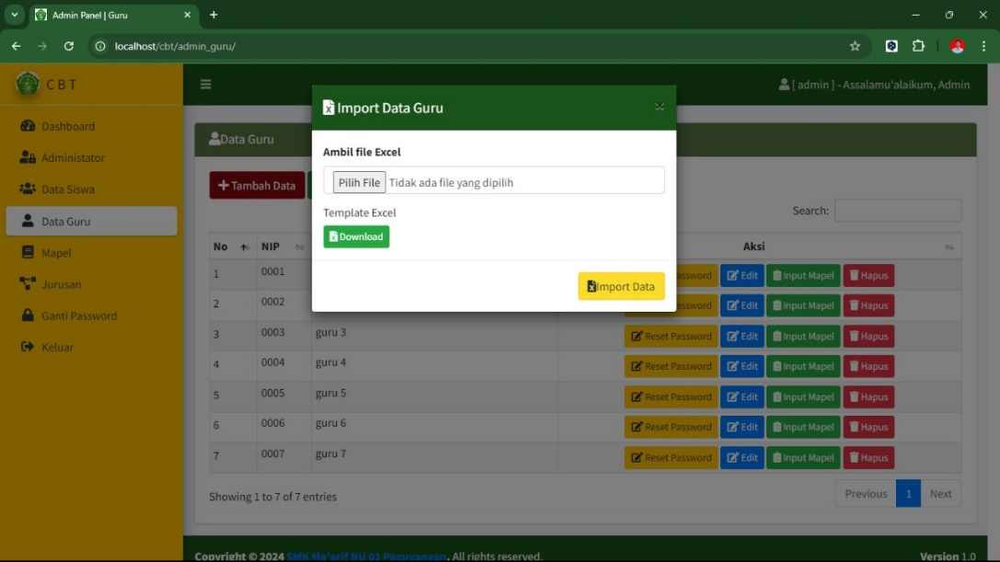 Admin Panel | Guru
localhost/cbt/admin_guru/
CBT
[ admin ] - Assalamu'alaikum, Admin
Dashboard
Administator
Data Siswa
Data Guru
Mapel
Jurusan
Ganti Password
Keluar
Data Guru
Tambah Data
Search:
Import Data Guru
Ambil file Excel
Pilih File Tidak ada file yang dipilih
Template Excel
Download
Import Data
No NIP Aksi
1 0001 Edit Input Mapel Hapus
2 0002 Edit Input Mapel Hapus
3 0003 guru 3 Reset Password Edit Input Mapel Hapus
4 0004 guru 4 Reset Password Edit Input Mapel Hapus
5 0005 guru 5 Reset Password Edit Input Mapel Hapus
6 0006 guru 6 Reset Password Edit Input Mapel Hapus
7 0007 guru 7 Reset Password Edit Input Mapel Hapus
Showing 1 to 7 of 7 entries
Previous 1 Next
Copyright © 2024 SMK Ma'arif NU 01 Paguyangan. All rights reserved.
Version 1.0